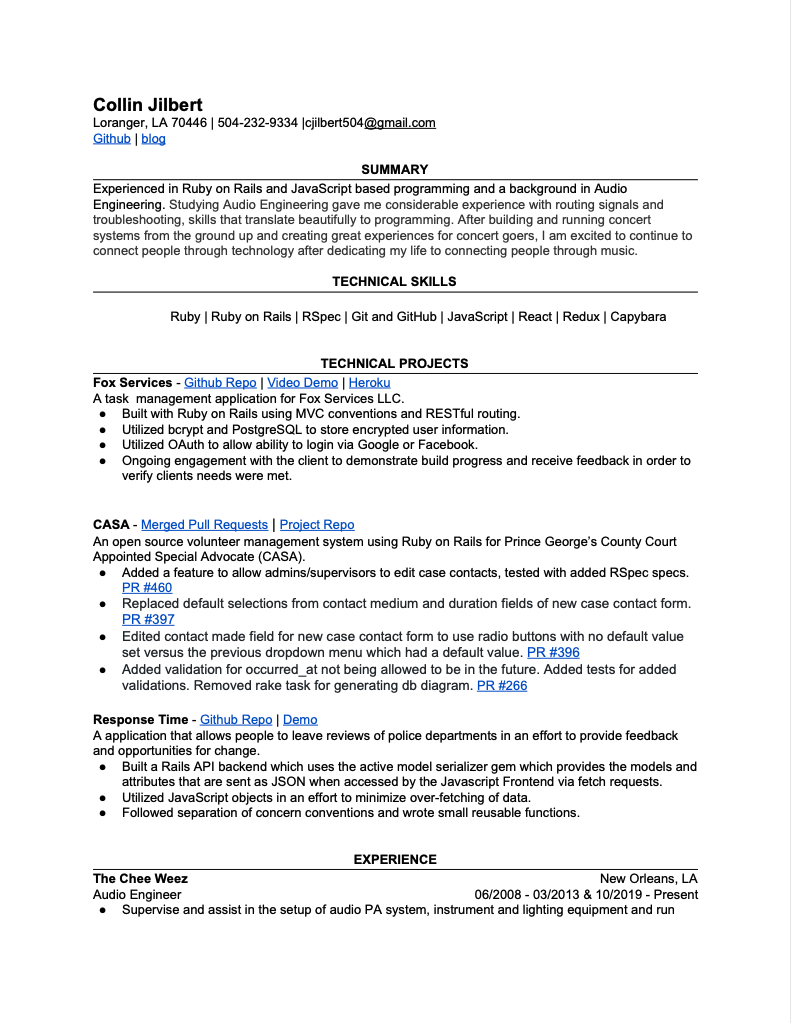 Collin Jilbert
Loranger, LA 70446 | 504-232-9334 |cjilbert504@gmail.com
Github | blog
SUMMARY
Experienced in Ruby on Rails and JavaScript based programming and a background in Audio
Engineering. Studying Audio Engineering gave me considerable experience with routing signals and
troubleshooting, skills that translate beautifully to programming. After building and running concert
systems from the ground up and creating great experiences for concert goers, I am excited to continue to
connect people through technology after dedicating my life to connecting people through music.
TECHNICAL SKILLS
Ruby | Ruby on Rails | RSpec | Git and GitHub | JavaScript | React | Redux | Capybara
TECHNICAL PROJECTS
Fox Services - Github Repo | Video Demo | Heroku
A task  management application for Fox Services LLC.
● Built with Ruby on Rails using MVC conventions and RESTful routing.
● Utilized bcrypt and PostgreSQL to store encrypted user information.
● Utilized OAuth to allow ability to login via Google or Facebook.
● Ongoing engagement with the client to demonstrate build progress and receive feedback in order to
verify clients needs were met.
CASA - Merged Pull Requests | Project Repo
An open source volunteer management system using Ruby on Rails for Prince George's County Court
Appointed Special Advocate (CASA).
● Added a feature to allow admins/supervisors to edit case contacts, tested with added RSpec specs.
PR #460
● Replaced default selections from contact medium and duration fields of new case contact form.
PR #397
● Edited contact made field for new case contact form to use radio buttons with no default value
set versus the previous dropdown menu which had a default value. PR #396
● Added validation for occurred_at not being allowed to be in the future. Added tests for added
validations. Removed rake task for generating db diagram. PR #266
Response Time - Github Repo | Demo
A application that allows people to leave reviews of police departments in an effort to provide feedback
and opportunities for change.
● Built a Rails API backend which uses the active model serializer gem which provides the models and
attributes that are sent as JSON when accessed by the Javascript Frontend via fetch requests.
● Utilized JavaScript objects in an effort to minimize over-fetching of data.
● Followed separation of concern conventions and wrote small reusable functions.
EXPERIENCE
The Chee Weez New Orleans, LA
Audio Engineer 06/2008 - 03/2013 & 10/2019 - Present
● Supervise and assist in the setup of audio PA system, instrument and lighting equipment and run